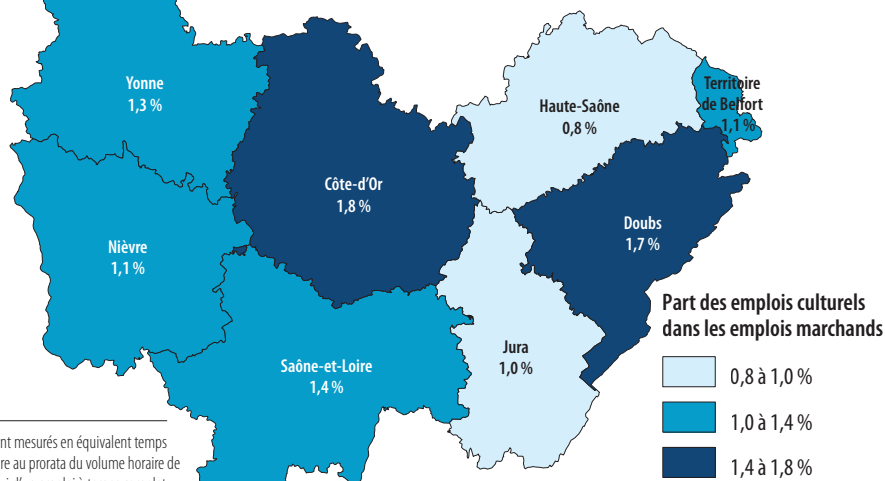 Yonne
1,3 %
Côte-d'Or
1,8 %
Haute-Saône
0,8 %
Territoire
de Belfort
1,1 %
Nièvre
1,1 %
Doubs
1,7 %
Saône-et-Loire
1,4 %
Jura
1,0 %
Part des emplois culturels
dans les emplois marchands
0,8 à 1,0 %
1,0 à 1,4 %
1,4 à 1,8 %
nt mesurés en équivalent temps
re au prorata du volume horaire de